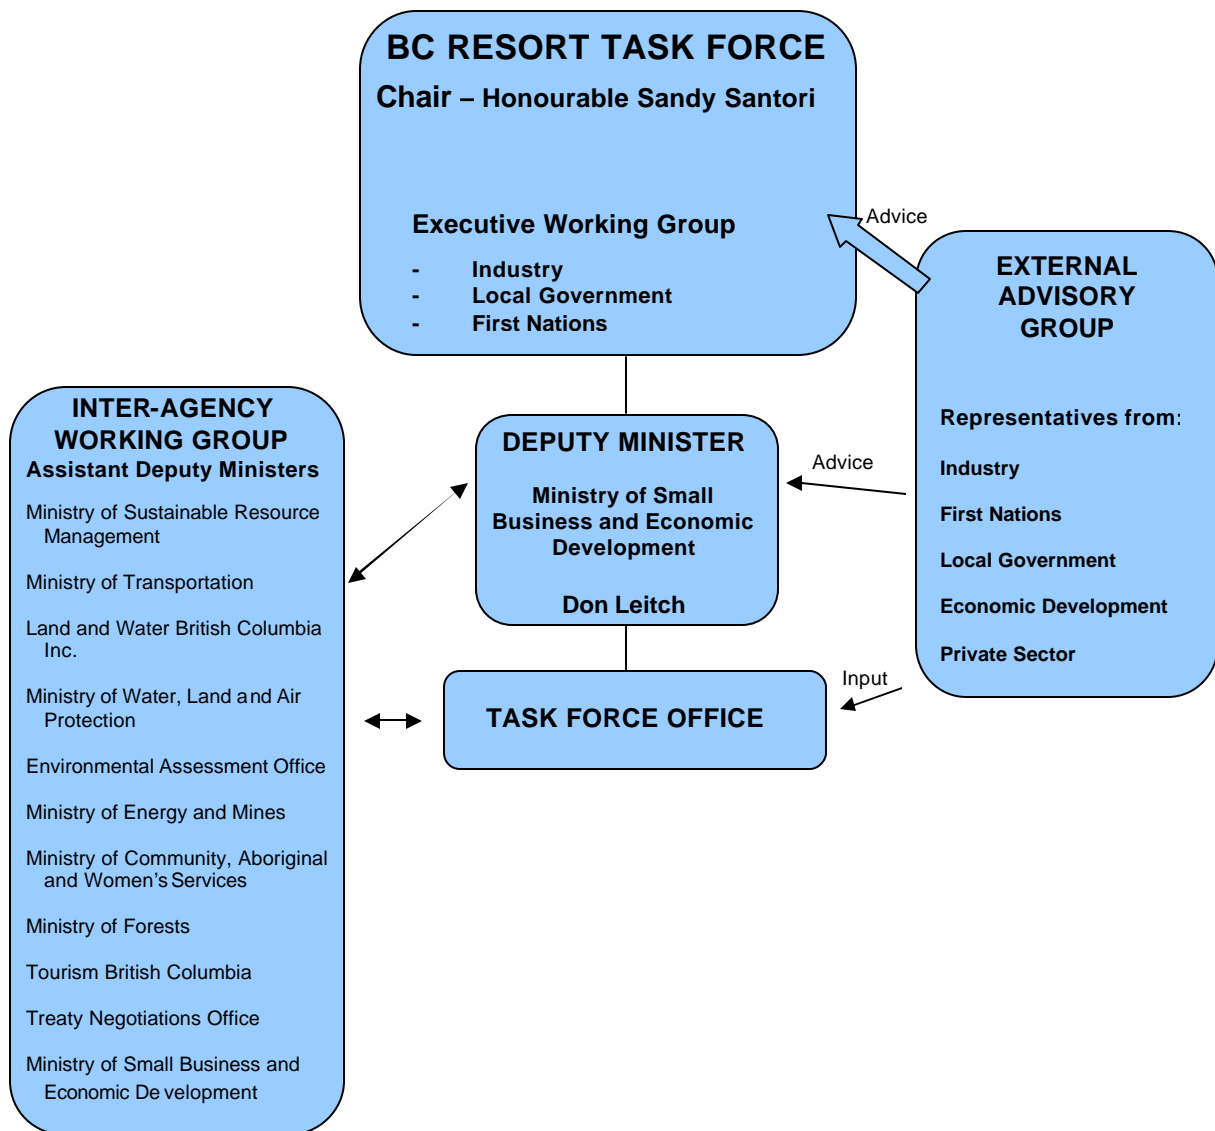 BC RESORT TASK FORCE
Chair – Honourable Sandy Santori
Executive Working Group
- Industry
- Local Government
- First Nations
Advice
EXTERNAL
ADVISORY
GROUP
Representatives from:
Industry
First Nations
Local Government
Economic Development
Private Sector
INTER-AGENCY
WORKING GROUP
Assistant Deputy Ministers
Ministry of Sustainable Resource
Management
Ministry of Transportation
Land and Water British Columbia
Inc.
Ministry of Water, Land and Air
Protection
Environmental Assessment Office
Ministry of Energy and Mines
Ministry of Community, Aboriginal
and Women's Services
Ministry of Forests
Tourism British Columbia
Treaty Negotiations Office
Ministry of Small Business and
Economic Development
DEPUTY MINISTER
Ministry of Small
Business and Economic
Development
Don Leitch
Advice
TASK FORCE OFFICE
Input